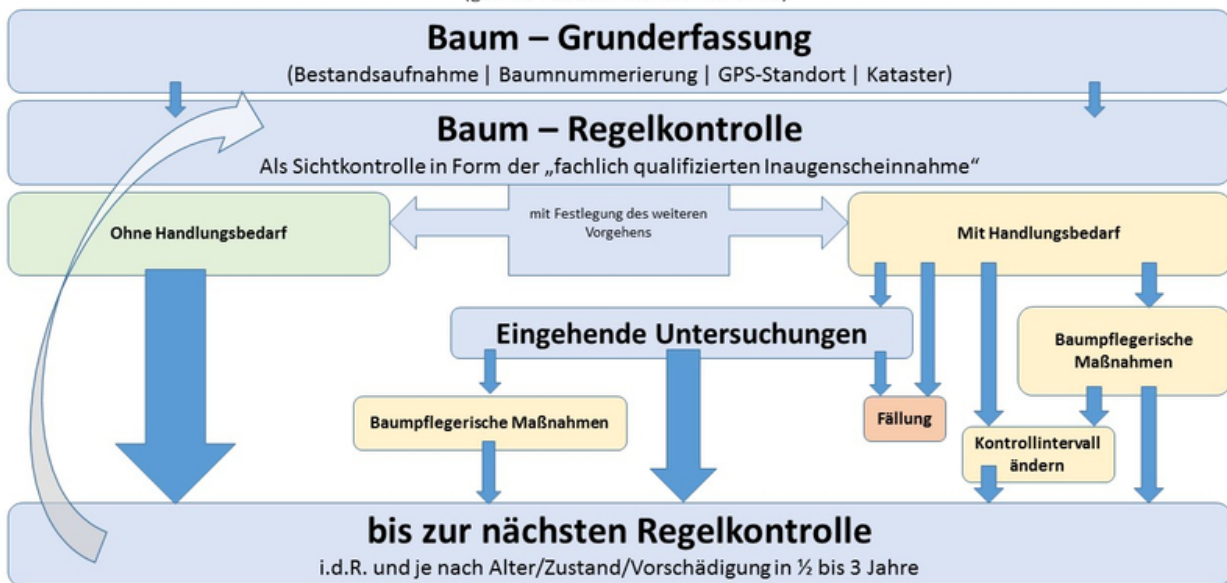 Baum – Grunderfassung
(Bestandsaufnahme | Baumnummerierung | GPS-Standort | Kataster)
Baum – Regelkontrolle
Als Sichtkontrolle in Form der „fachlich qualifizierten Inaugenscheinnahme“
mit Festlegung des weiteren
Vorgehens
Ohne Handlungsbedarf
Mit Handlungsbedarf
Eingehende Untersuchungen
Baumpflegerische
Maßnahmen
Baumpflegerische Maßnahmen
Fällung
Kontrollintervall
ändern
bis zur nächsten Regelkontrolle
i.d.R. und je nach Alter/Zustand/Vorschädigung in ½ bis 3 Jahre